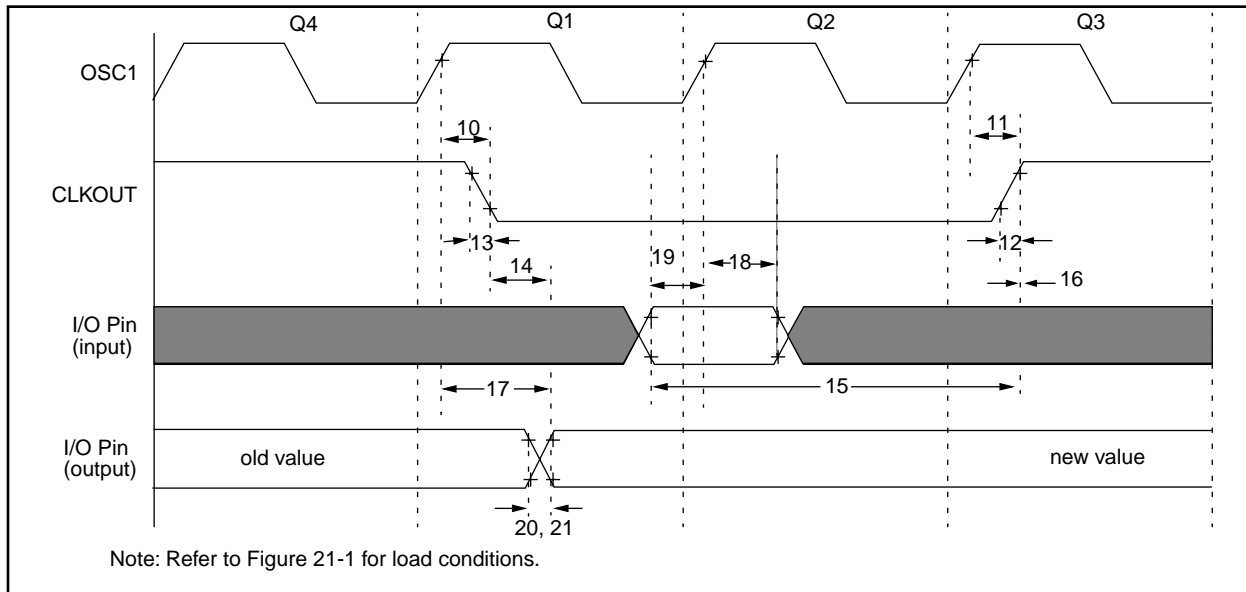 Q4 Q1 Q2 Q3
OSC1
10 11
CLKOUT
13 12
14 19 18 16
I/O Pin
(input)
17 15
I/O Pin
(output)
old value new value
20, 21
Note: Refer to Figure 21-1 for load conditions.